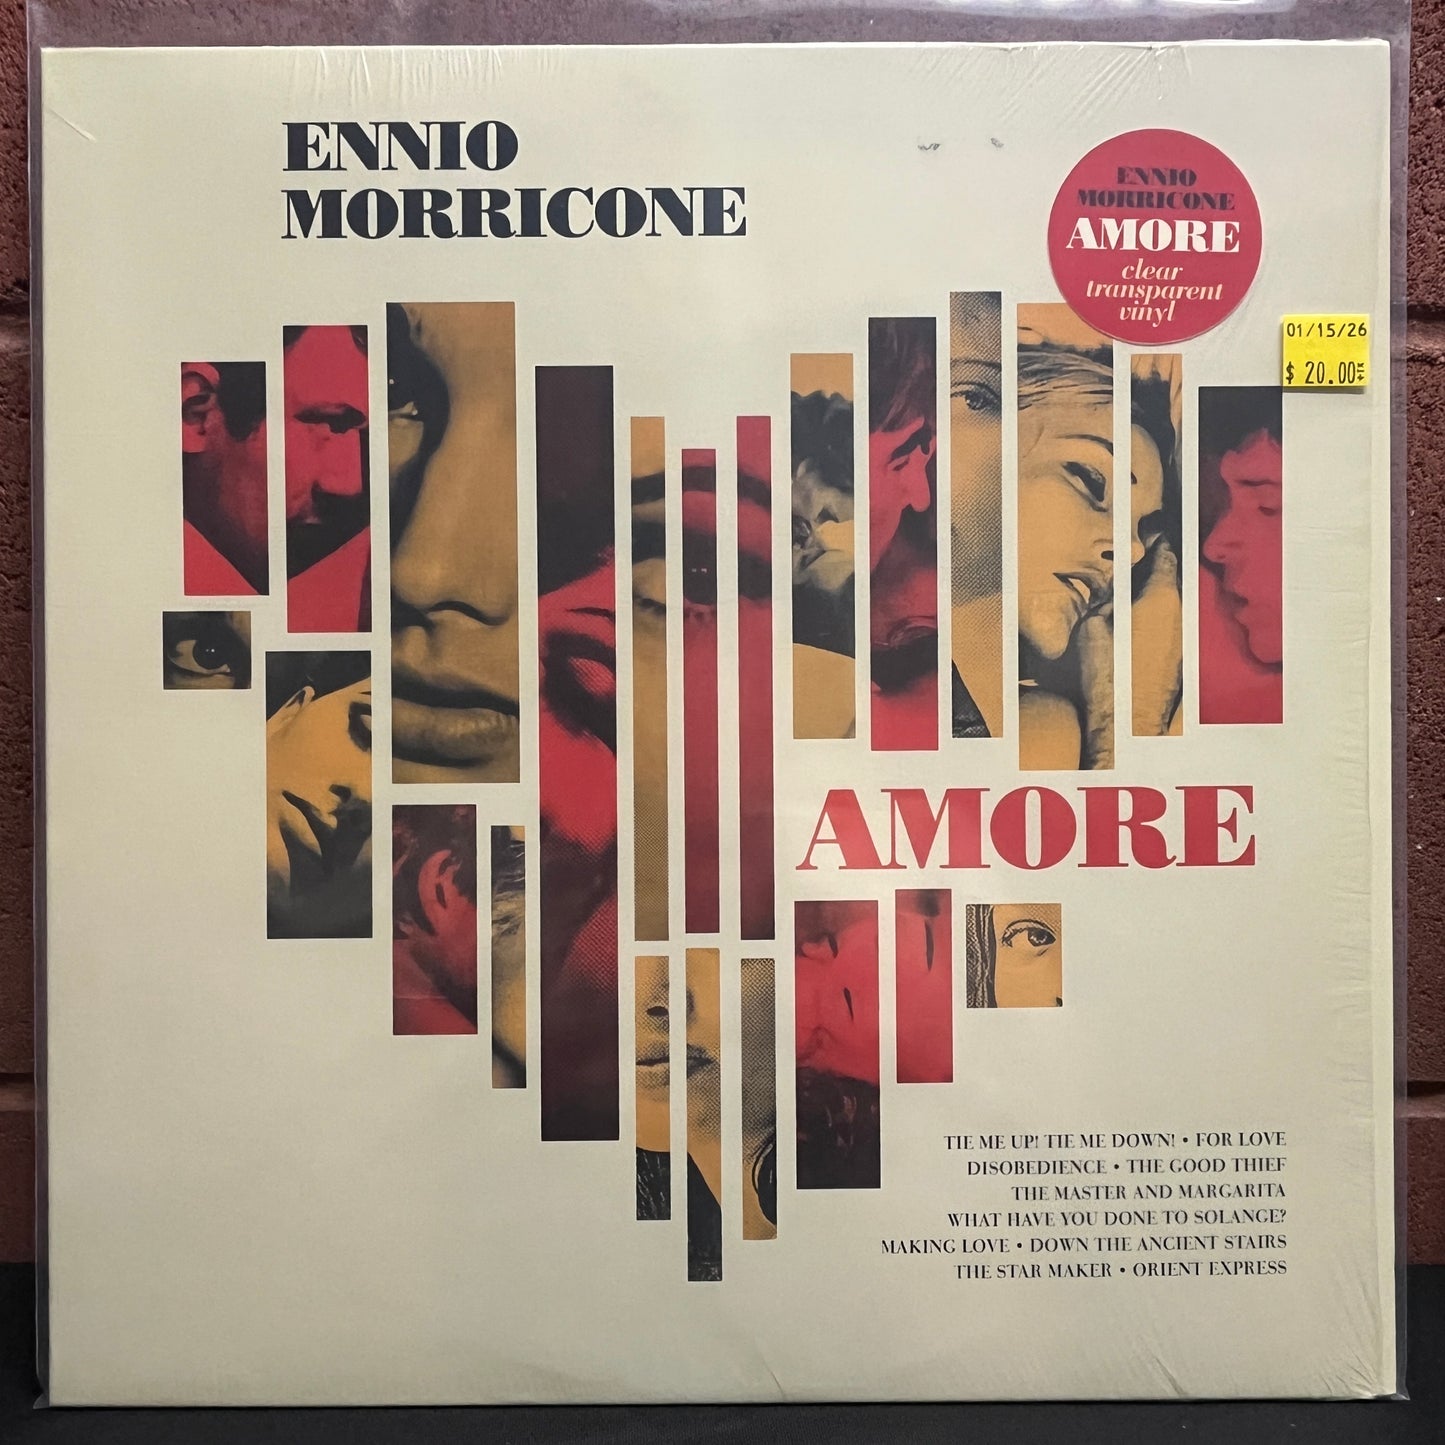 ENNIO
MORRICONE
ENNIO
MORRICONE
AMORE
clear
transparent
vinyl
01/15/26
$ 20.00
AMORE
TIE ME UP! TIE ME DOWN! • FOR LOVE
DISOBEDIENCE • THE GOOD THIEF
THE MASTER AND MARGARITA
WHAT HAVE YOU DONE TO SOLANGE?
MAKING LOVE • DOWN THE ANCIENT STAIRS
THE STAR MAKER • ORIENT EXPRESS